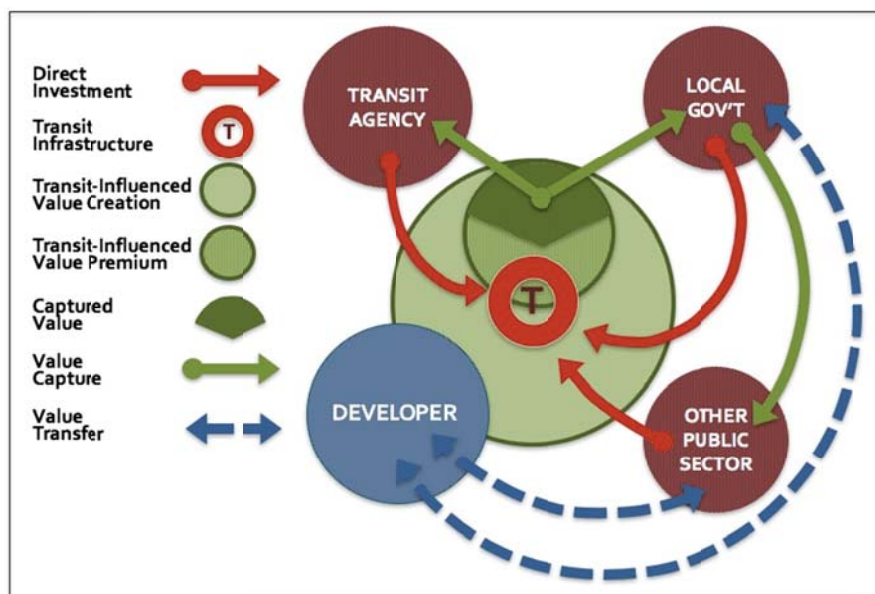 Direct
Investment
Transit
Infrastructure
T
Transit-Influenced
Value Creation
Transit-Influenced
Value Premium
Captured
Value
Value
Capture
Value
Transfer
TRANSIT
AGENCY
LOCAL
GOV'T
T
DEVELOPER
OTHER
PUBLIC
SECTOR